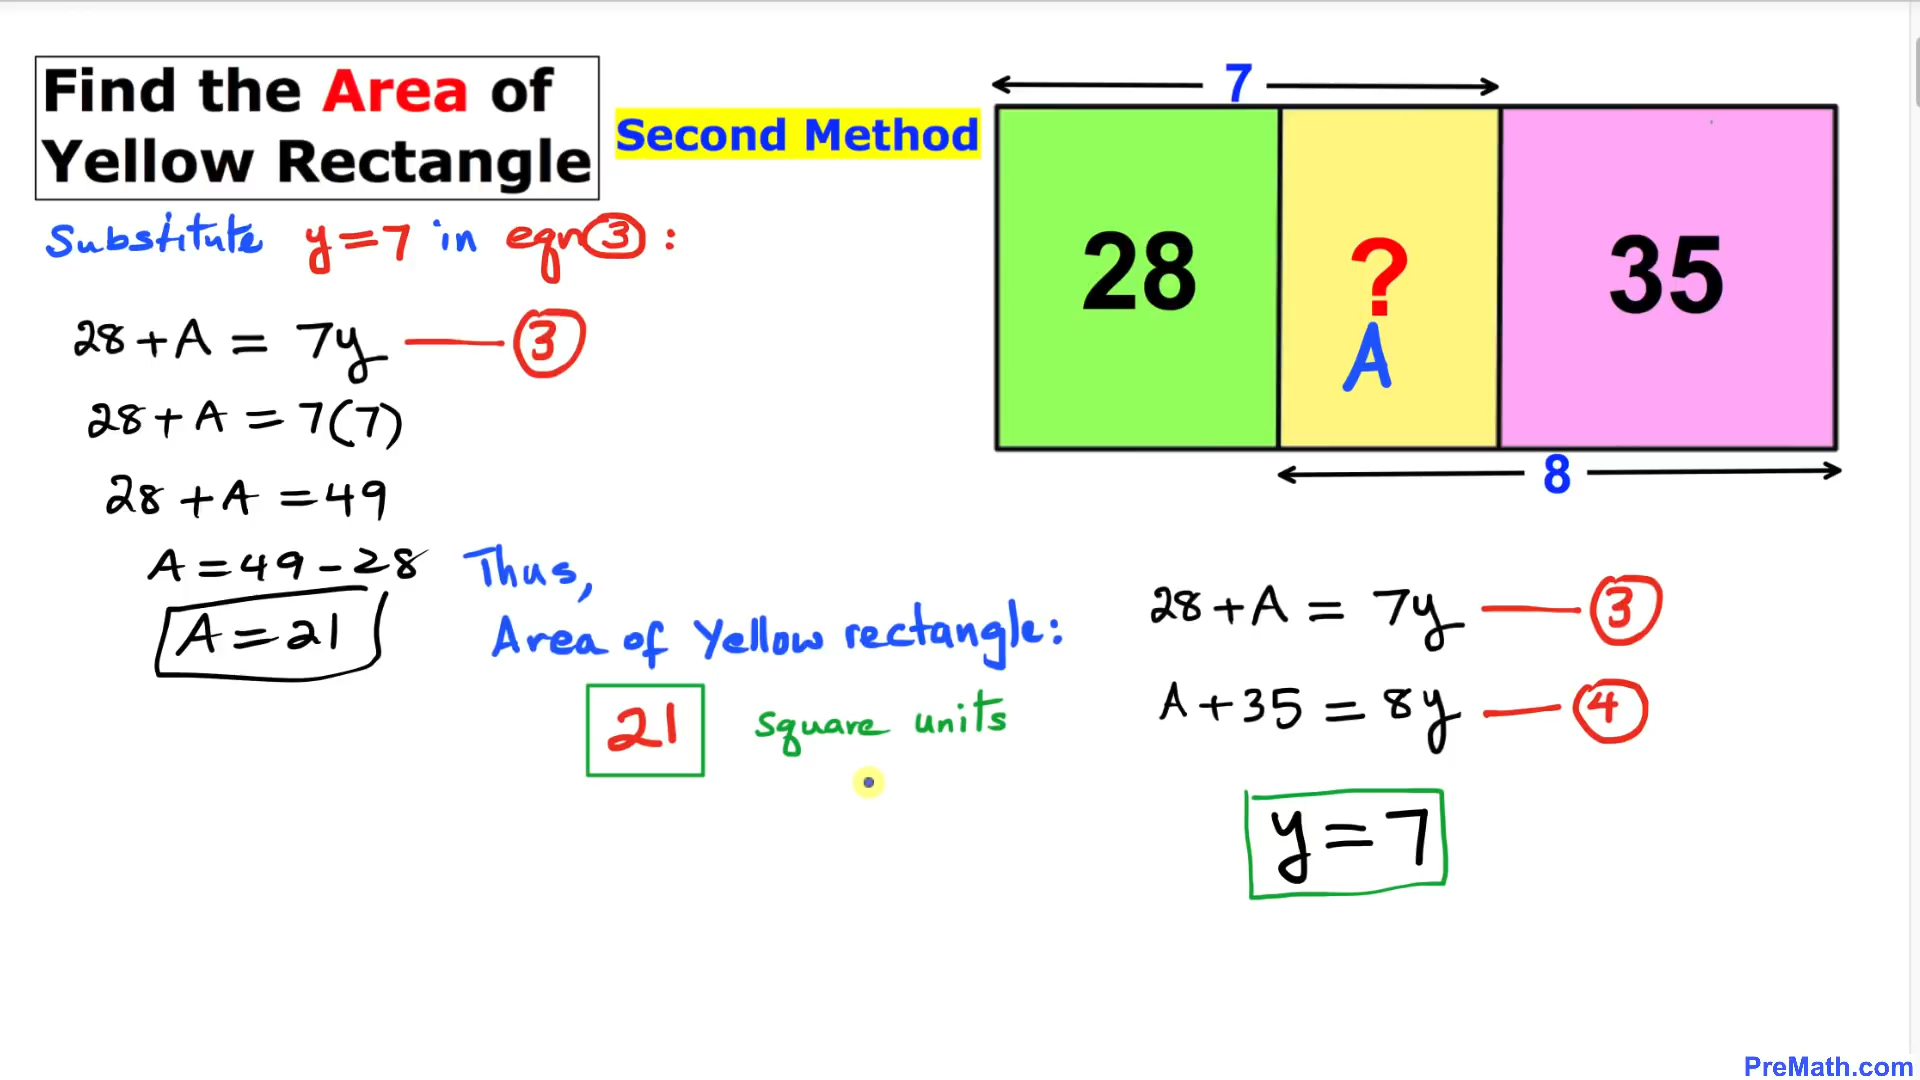 Find the Area of
Yellow Rectangle
Second Method
7
28
?
A
35
8
Substitute y=7 in eqn 3 :
28+A = 7y —— 3
28+A = 7(7)
28+A =49
A=49-28
A=21
Thus,
Area of Yellow rectangle:
21 square units
28+A = 7y —— 3
A+35 = 8y —— 4
y=7
PreMath.com